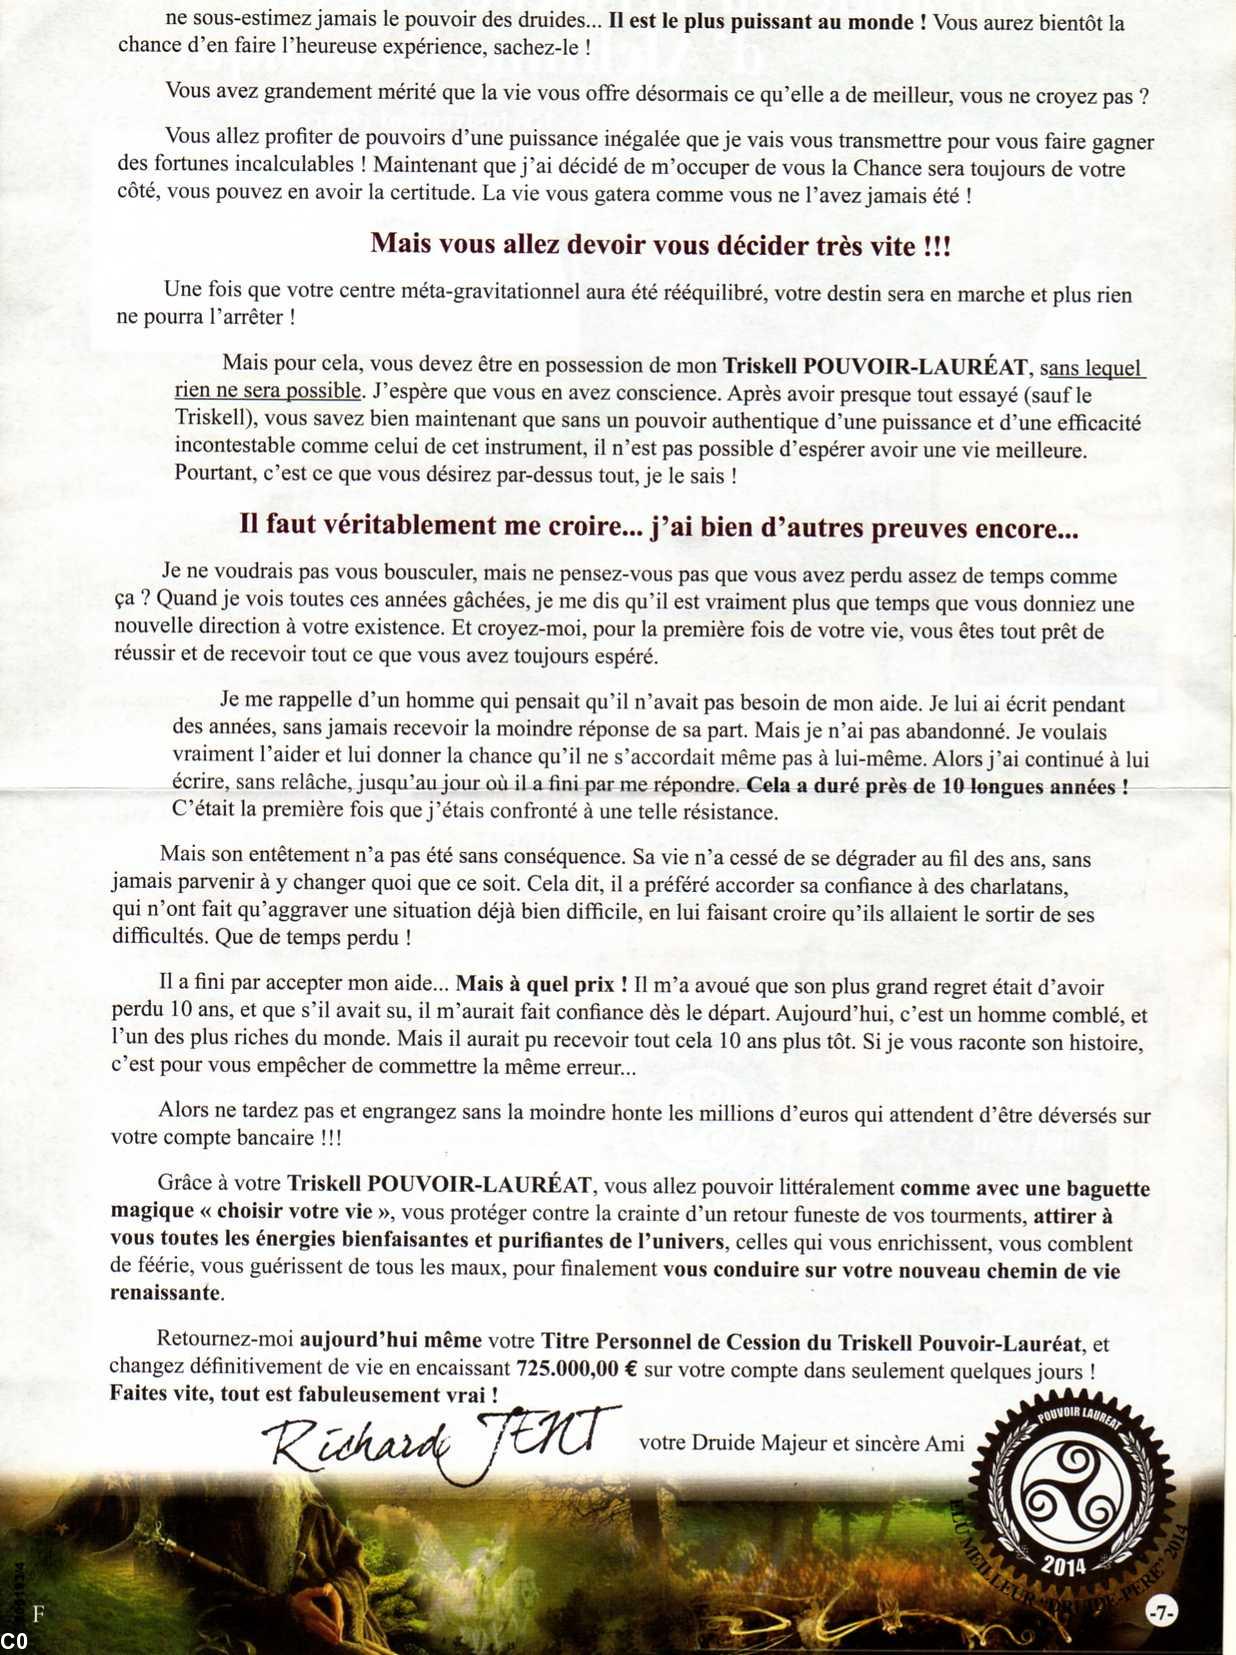 ne sous-estimez jamais le pouvoir des druides... Il est le plus puissant au monde ! Vous aurez bientôt la
chance d’en faire l’heureuse expérience, sachez-le !
Vous avez grandement mérité que la vie vous offre désormais ce qu’elle a de meilleur, vous ne croyez pas ?
Vous allez profiter de pouvoirs d’une puissance inégalée que je vais vous transmettre pour vous faire gagner
des fortunes incalculables ! Maintenant que j’ai décidé de m’occuper de vous la Chance sera toujours de votre
côté, vous pouvez en avoir la certitude. La vie vous gatera comme vous ne l’avez jamais été !
Mais vous allez devoir vous décider très vite !!!
Une fois que votre centre méta-gravitationnel aura été rééquilibré, votre destin sera en marche et plus rien
ne pourra l’arrêter !
Mais pour cela, vous devez être en possession de mon Triskell POUVOIR-LAURÉAT, sans lequel
rien ne sera possible. J’espère que vous en avez conscience. Après avoir presque tout essayé (sauf le
Triskell), vous savez bien maintenant que sans un pouvoir authentique d’une puissance et d’une efficacité
incontestable comme celui de cet instrument, il n’est pas possible d’espérer avoir une vie meilleure.
Pourtant, c’est ce que vous désirez par-dessus tout, je le sais !
Il faut véritablement me croire... j’ai bien d’autres preuves encore...
Je ne voudrais pas vous bousculer, mais ne pensez-vous pas que vous avez perdu assez de temps comme
ça ? Quand je vois toutes ces années gâchées, je me dis qu’il est vraiment plus que temps que vous donniez une
nouvelle direction à votre existence. Et croyez-moi, pour la première fois de votre vie, vous êtes tout prêt de
réussir et de recevoir tout ce que vous avez toujours espéré.
Je me rappelle d’un homme qui pensait qu’il n’avait pas besoin de mon aide. Je lui ai écrit pendant
des années, sans jamais recevoir la moindre réponse de sa part. Mais je n’ai pas abandonné. Je voulais
vraiment l’aider et lui donner la chance qu’il ne s’accordait même pas à lui-même. Alors j’ai continué à lui
écrire, sans relâche, jusqu’au jour où il a fini par me répondre. Cela a duré près de 10 longues années !
C’était la première fois que j’étais confronté à une telle résistance.
Mais son entêtement n’a pas été sans conséquence. Sa vie n’a cessé de se dégrader au fil des ans, sans
jamais parvenir à y changer quoi que ce soit. Cela dit, il a préféré accorder sa confiance à des charlatans,
qui n’ont fait qu’aggraver une situation déjà bien difficile, en lui faisant croire qu’ils allaient le sortir de ses
difficultés. Que de temps perdu !
Il a fini par accepter mon aide... Mais à quel prix ! Il m’a avoué que son plus grand regret était d’avoir
perdu 10 ans, et que s’il avait su, il m’aurait fait confiance dès le départ. Aujourd’hui, c’est un homme comblé, et
l’un des plus riches du monde. Mais il aurait pu recevoir tout cela 10 ans plus tôt. Si je vous raconte son histoire,
c’est pour vous empêcher de commettre la même erreur...
Alors ne tardez pas et engrangez sans la moindre honte les millions d’euros qui attendent d’être déversés sur
votre compte bancaire !!!
Grâce à votre Triskell POUVOIR-LAURÉAT, vous allez pouvoir littéralement comme avec une baguette
magique « choisir votre vie », vous protéger contre la crainte d’un retour funeste de vos tourments, attirer à
vous toutes les énergies bienfaisantes et purifiantes de l’univers, celles qui vous enrichissent, vous comblent
de féérie, vous guérissent de tous les maux, pour finalement vous conduire sur votre nouveau chemin de vie
renaissante.
Retournez-moi aujourd’hui même votre Titre Personnel de Cession du Triskell Pouvoir-Lauréat, et
changez définitivement de vie en encaissant 725.000,00 € sur votre compte dans seulement quelques jours !
Faites vite, tout est fabuleusement vrai !
Richard TENT votre Druide Majeur et sincère Ami
POUVOIR LAUREAT
2014
ELU MEILLEUR "DRUIDE-PERE" 2014
F
-7-
C0